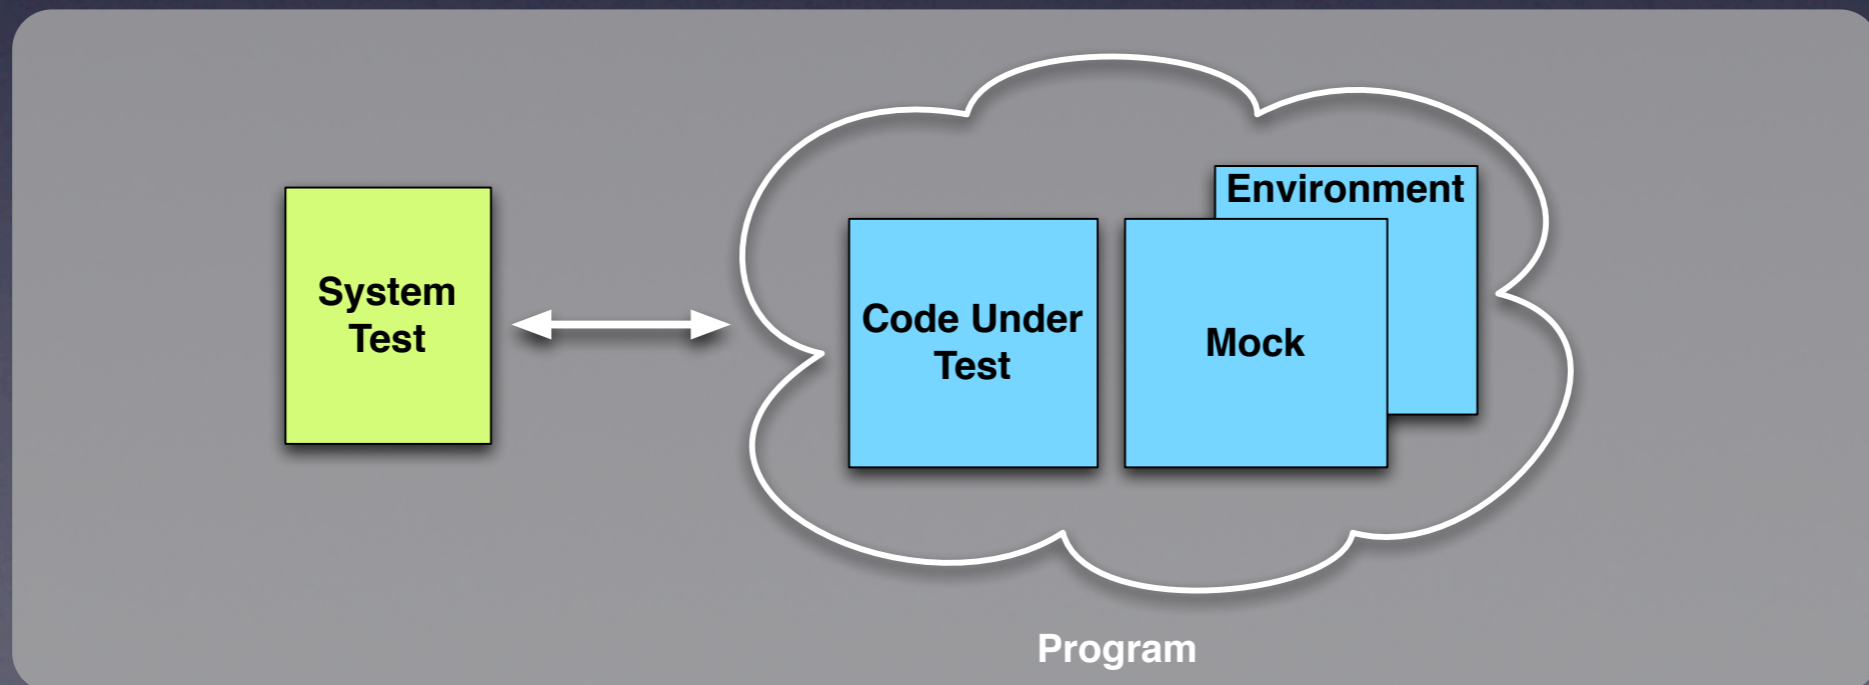 System
Test
Code Under
Test
Environment
Mock
Program